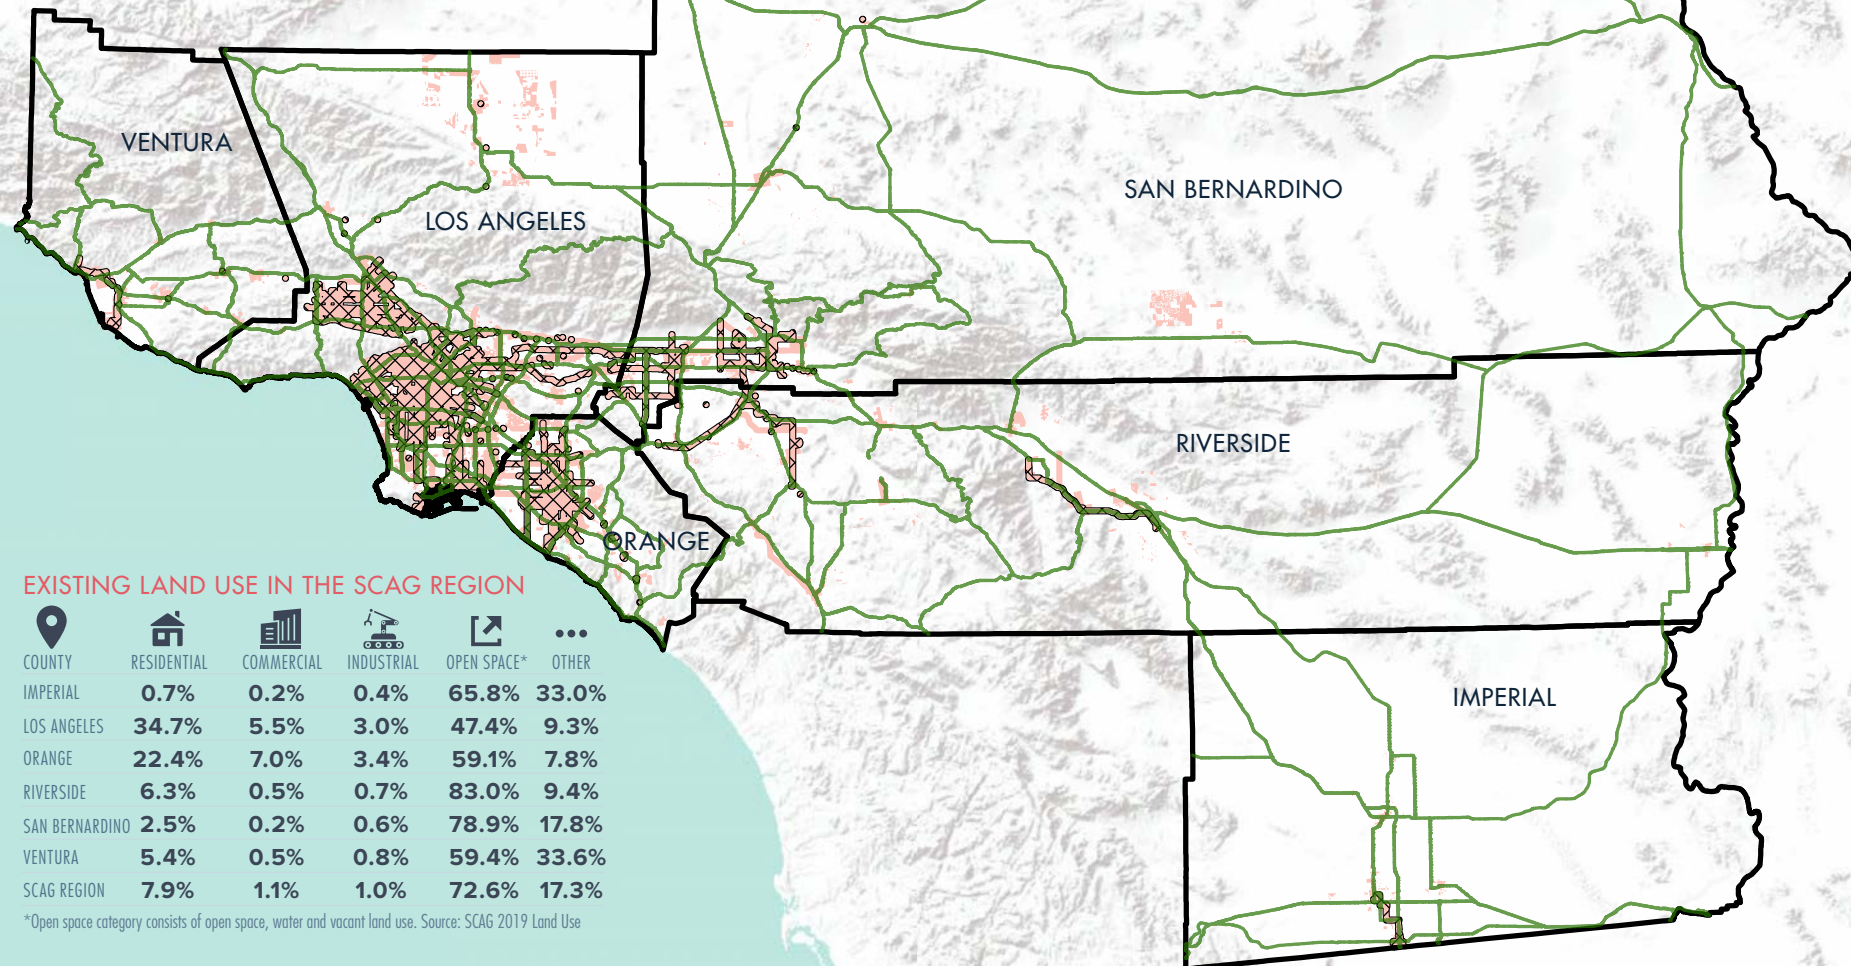 VENTURA
LOS ANGELES
SAN BERNARDINO
RIVERSIDE
ORANGE
IMPERIAL
EXISTING LAND USE IN THE SCAG REGION
COUNTY RESIDENTIAL COMMERCIAL INDUSTRIAL OPEN SPACE* OTHER
IMPERIAL 0.7% 0.2% 0.4% 65.8% 33.0%
LOS ANGELES 34.7% 5.5% 3.0% 47.4% 9.3%
ORANGE 22.4% 7.0% 3.4% 59.1% 7.8%
RIVERSIDE 6.3% 0.5% 0.7% 83.0% 9.4%
SAN BERNARDINO 2.5% 0.2% 0.6% 78.9% 17.8%
VENTURA 5.4% 0.5% 0.8% 59.4% 33.6%
SCAG REGION 7.9% 1.1% 1.0% 72.6% 17.3%
*Open space category consists of open space, water and vacant land use. Source: SCAG 2019 Land Use